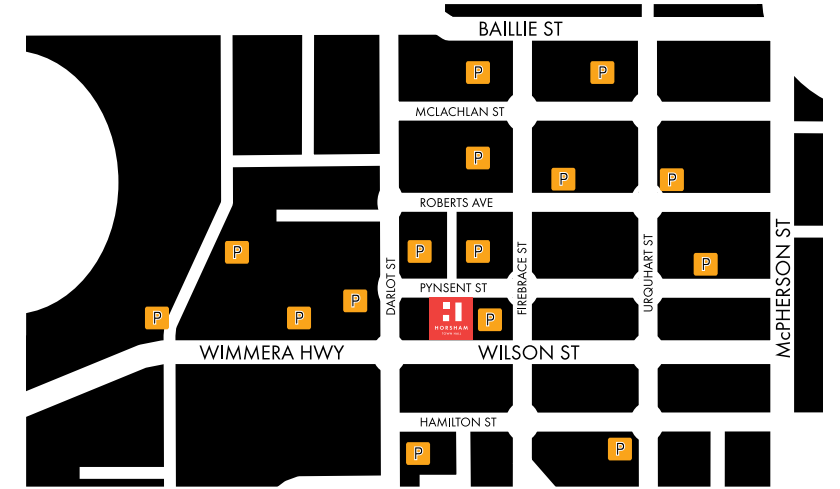 BAILLIE ST
P
P
MCLACHLAN ST
P
P
P
ROBERTS AVE
P
P
P
P
DARLOT ST
FIREBRACE ST
URQUHART ST
McPHERSON ST
PYNSENT ST
P
P
P
P
HORSHAM
TOWN HALL
WIMMERA HWY
WILSON ST
HAMILTON ST
P
P